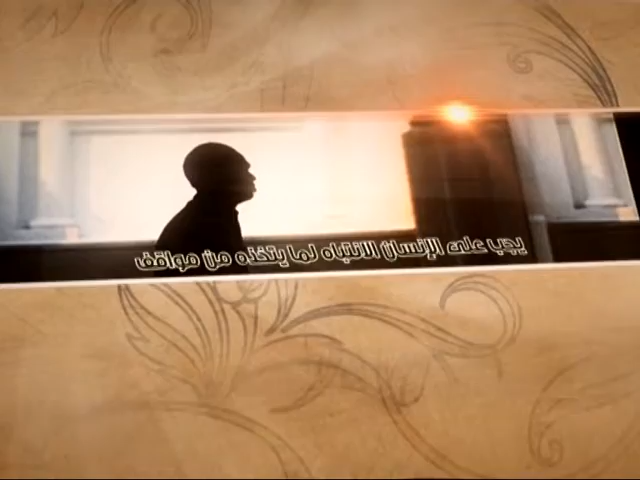 يجب على الإنسان الانتباه لما يتخذه من مواقف